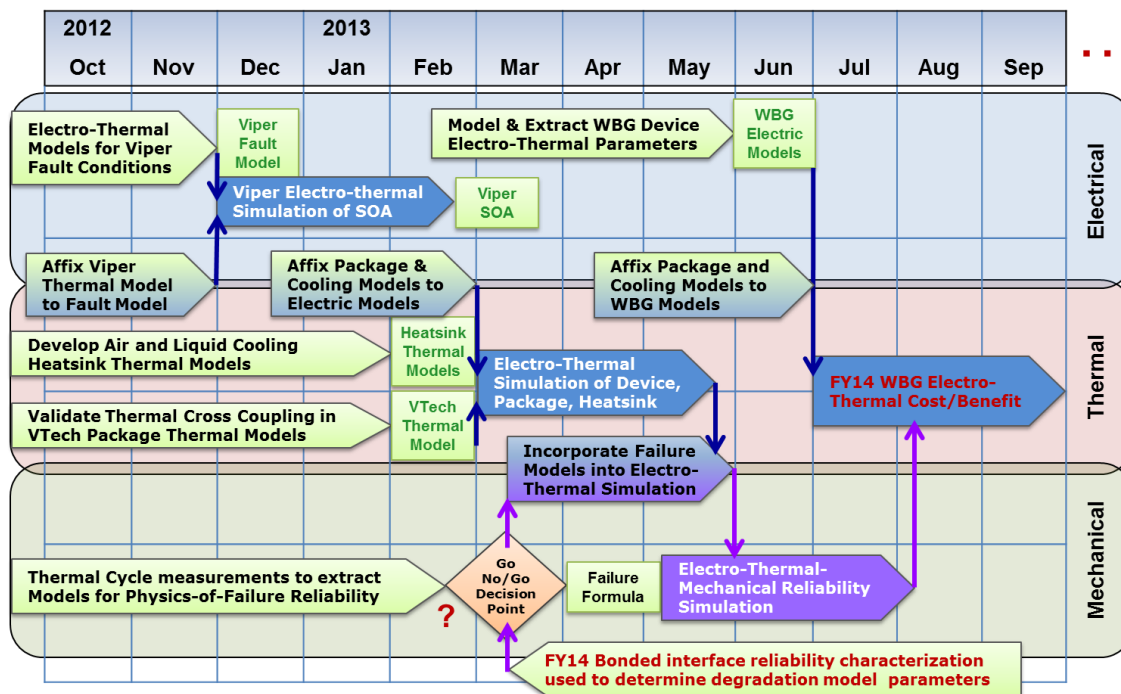 2012
2013
Oct
Nov
Dec
Jan
Feb
Mar
Apr
May
Jun
Jul
Aug
Sep
. .
Electro-Thermal
Models for Viper
Fault Conditions
Viper
Fault
Model
Model & Extract WBG Device
Electro-Thermal Parameters
WBG
Electric
Models
Viper Electro-thermal
Simulation of SOA
Viper
SOA
Electrical
Affix Viper
Thermal Model
to Fault Model
Affix Package &
Cooling Models to
Electric Models
Affix Package and
Cooling Models to
WBG Models
Develop Air and Liquid Cooling
Heatsink Thermal Models
Heatsink
Thermal
Models
Electro-Thermal
Simulation of Device,
Package, Heatsink
FY14 WBG Electro-
Thermal Cost/Benefit
Thermal
Validate Thermal Cross Coupling in
VTech Package Thermal Models
VTech
Thermal
Model
Incorporate Failure
Models into Electro-
Thermal Simulation
Thermal Cycle measurements to extract
Models for Physics-of-Failure Reliability
?
Go
No/Go
Decision
Point
Failure
Formula
Electro-Thermal-
Mechanical Reliability
Simulation
Mechanical
FY14 Bonded interface reliability characterization
used to determine degradation model parameters